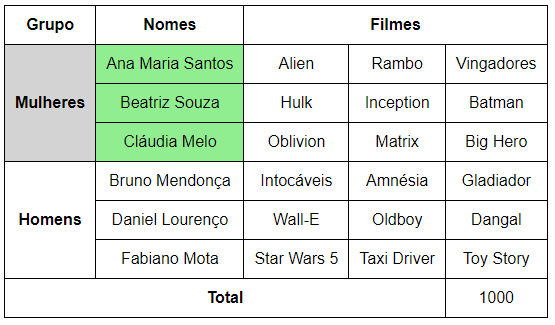 Grupo Nomes Filmes
Ana Maria Santos Alien Rambo Vingadores
Mulheres Beatriz Souza Hulk Inception Batman
Cláudia Melo Oblivion Matrix Big Hero
Bruno Mendonça Intocáveis Amnésia Gladiador
Homens Daniel Lourenço Wall-E Oldboy Dangal
Fabiano Mota Star Wars 5 Taxi Driver Toy Story
Total 1000